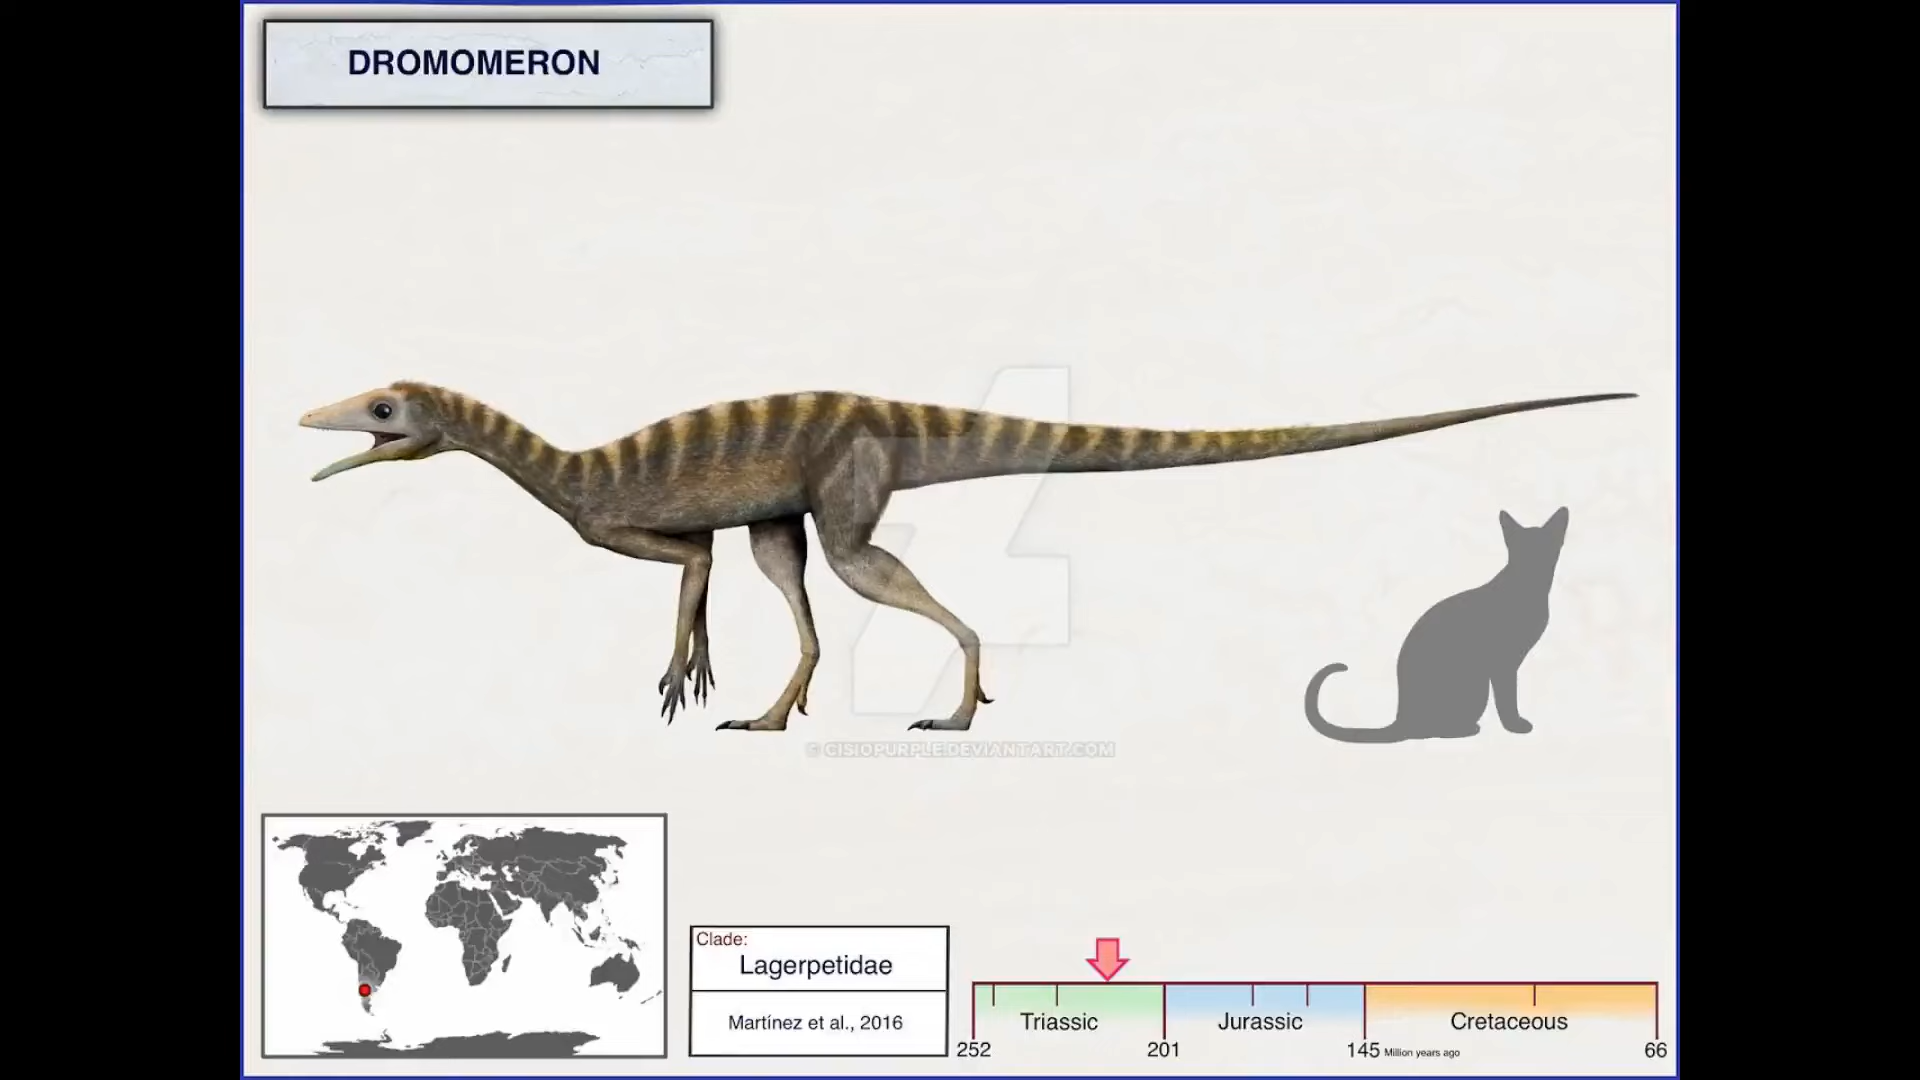 DROMOMERON
© CISIOPURPLE.DEVIANTART.COM
Clade:
Lagerpetidae
Martínez et al., 2016
Triassic
Jurassic
Cretaceous
252
201
145 Million years ago
66